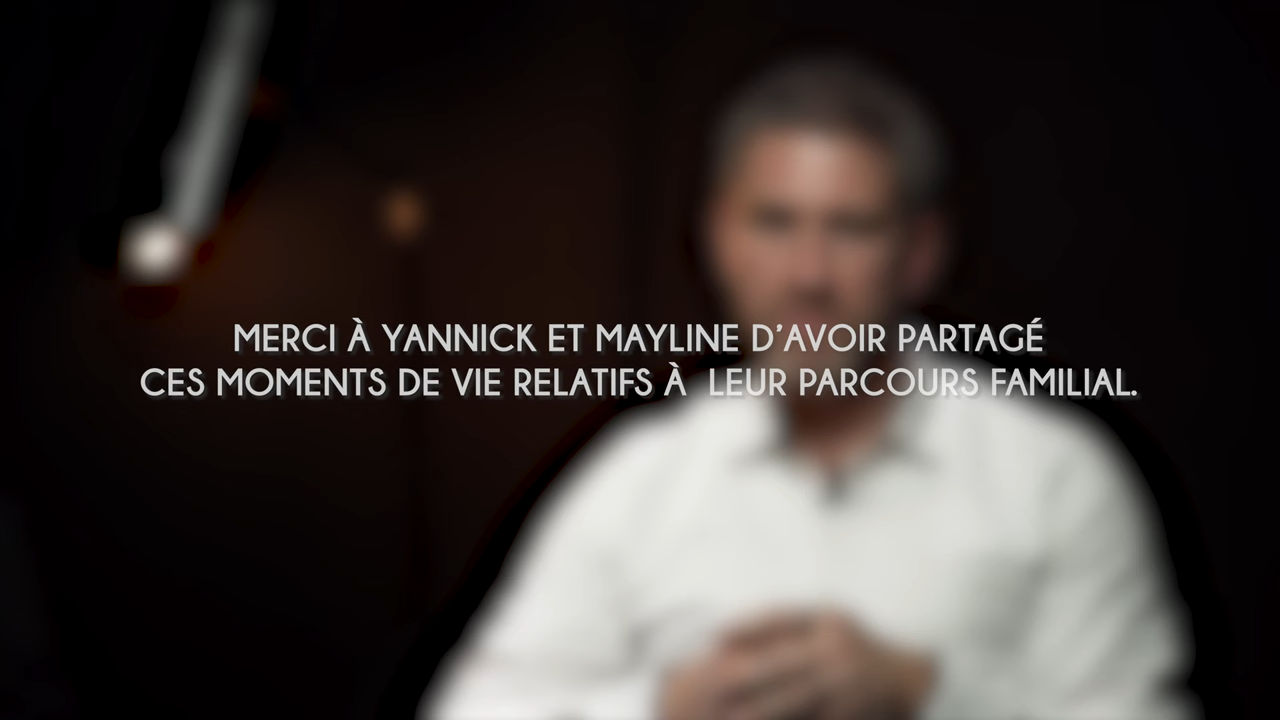 MERCI À YANNICK ET MAYLINE D'AVOIR PARTAGÉ
CES MOMENTS DE VIE RELATIFS À  LEUR PARCOURS FAMILIAL.